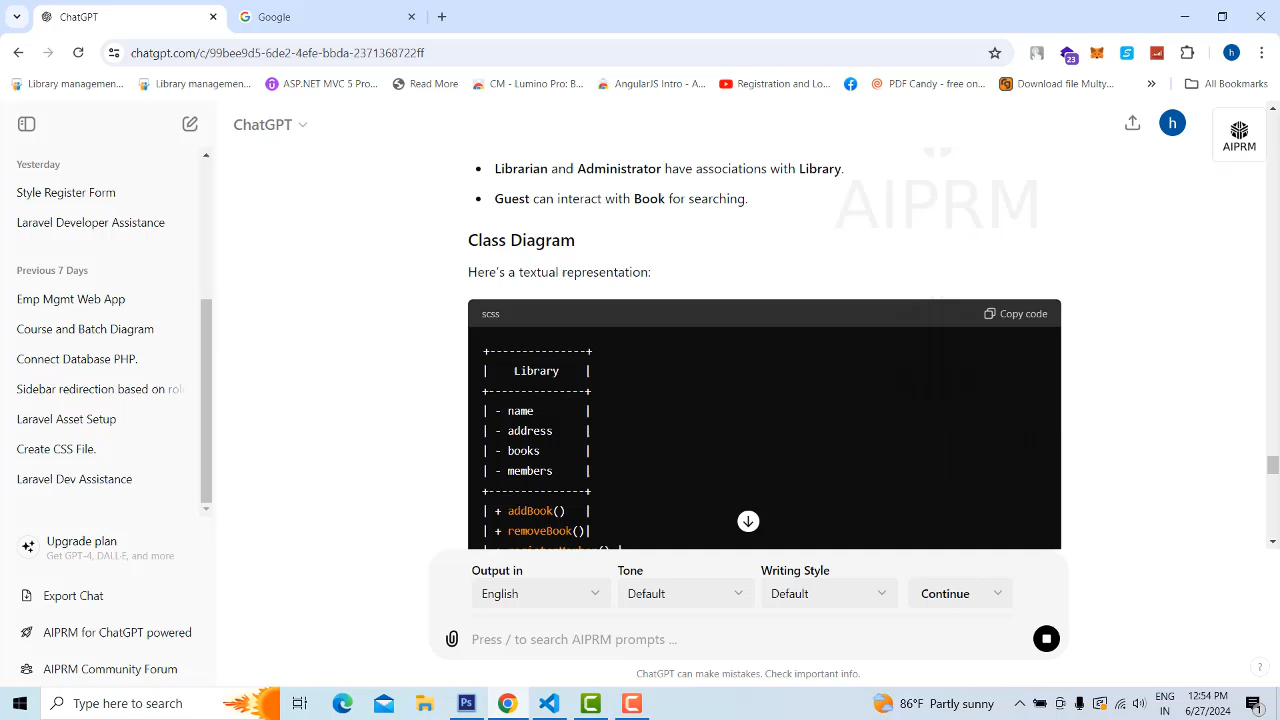 ChatGPT
Google
chatgpt.com/c/99bee9d5-6de2-4efe-bbda-2371368722ff
23
h
Library managemen...
Library managemen...
ASP.NET MVC 5 Pro...
Read More
CM - Lumino Pro: B...
AngularJS Intro - A...
Registration and Lo...
PDF Candy - free on...
Download file Multy...
All Bookmarks
ChatGPT
h
AIPRM
Yesterday
Style Register Form
Laravel Developer Assistance
Previous 7 Days
Emp Mgmt Web App
Course and Batch Diagram
Connect Database PHP.
Sidebar redirection based on role
Laravel Asset Setup
Create CSS File.
Laravel Dev Assistance
Upgrade plan
Get GPT-4, DALL·E, and more
Export Chat
AIPRM for ChatGPT powered
AIPRM Community Forum
AIPRM
• Librarian and Administrator have associations with Library.
• Guest can interact with Book for searching.
Class Diagram
Here's a textual representation:
scss
Copy code
+---------------+
|    Library    |
+---------------+
| - name        |
| - address     |
| - books       |
| - members     |
+---------------+
| + addBook()   |
| + removeBook()|
| + registerMember() |
Output in
Tone
Writing Style
English
Default
Default
Continue
Press / to search AIPRM prompts ...
ChatGPT can make mistakes. Check important info.
?
Type here to search
Ps
86°F Partly sunny
ENG
IN
12:54 PM
6/27/2024
1